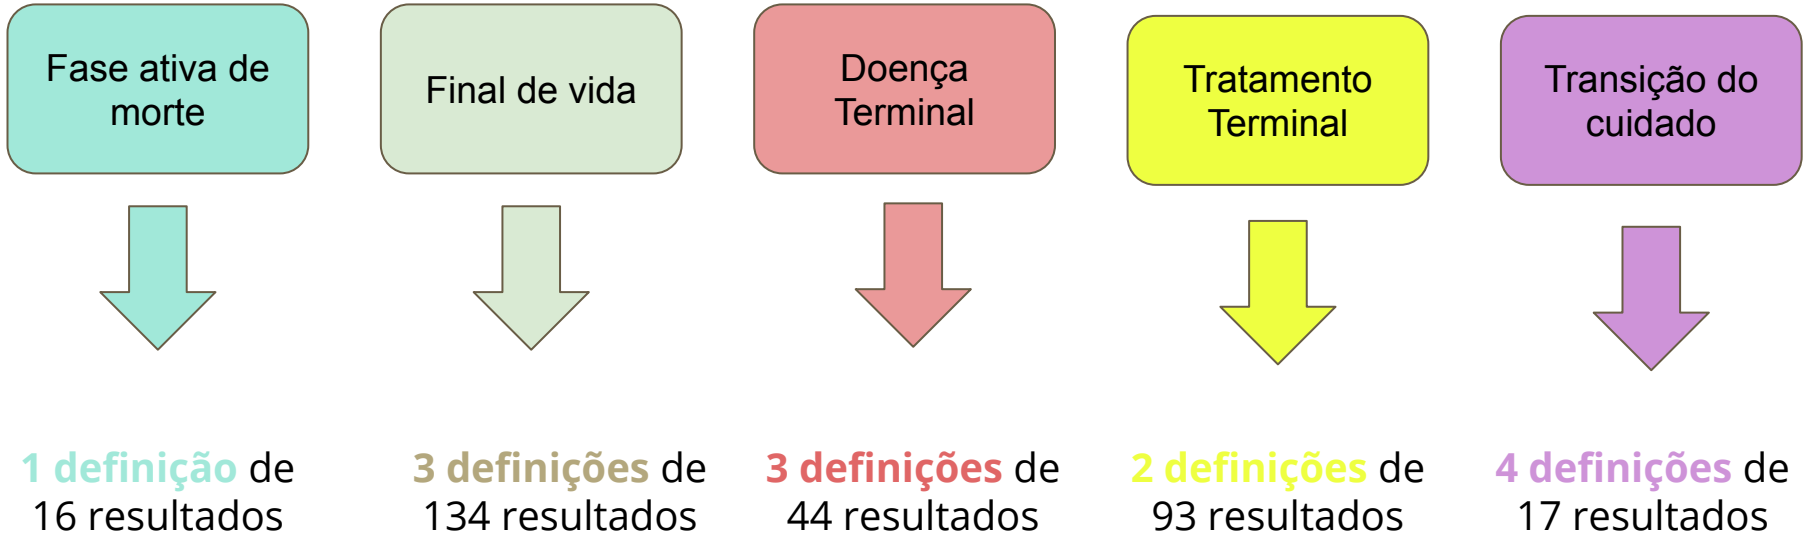 Fase ativa de
morte
Final de vida
Doença
Terminal
Tratamento
Terminal
Transição do
cuidado
1 definição de
16 resultados
3 definições de
134 resultados
3 definições de
44 resultados
2 definições de
93 resultados
4 definições de
17 resultados